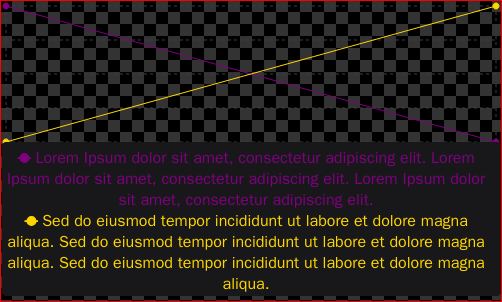 Lorem Ipsum dolor sit amet, consectetur adipiscing elit. Lorem
Ipsum dolor sit amet, consectetur adipiscing elit. Lorem Ipsum dolor
sit amet, consectetur adipiscing elit.
Sed do eiusmod tempor incididunt ut labore et dolore magna
aliqua. Sed do eiusmod tempor incididunt ut labore et dolore magna
aliqua. Sed do eiusmod tempor incididunt ut labore et dolore magna
aliqua.